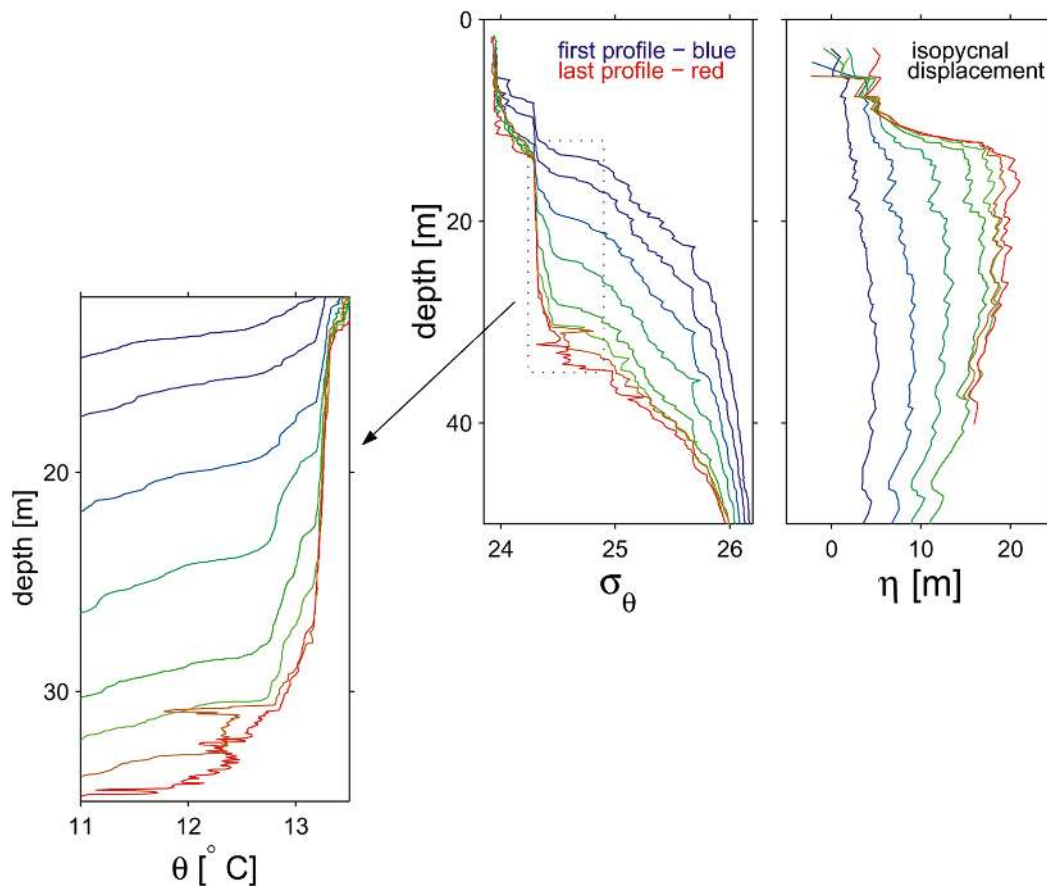 0
20
40
depth [m]
first profile – blue
last profile – red
24
25
26
σθ
isopycnal
displacement
0
10
20
η [m]
20
30
depth [m]
11
12
13
θ [° C]